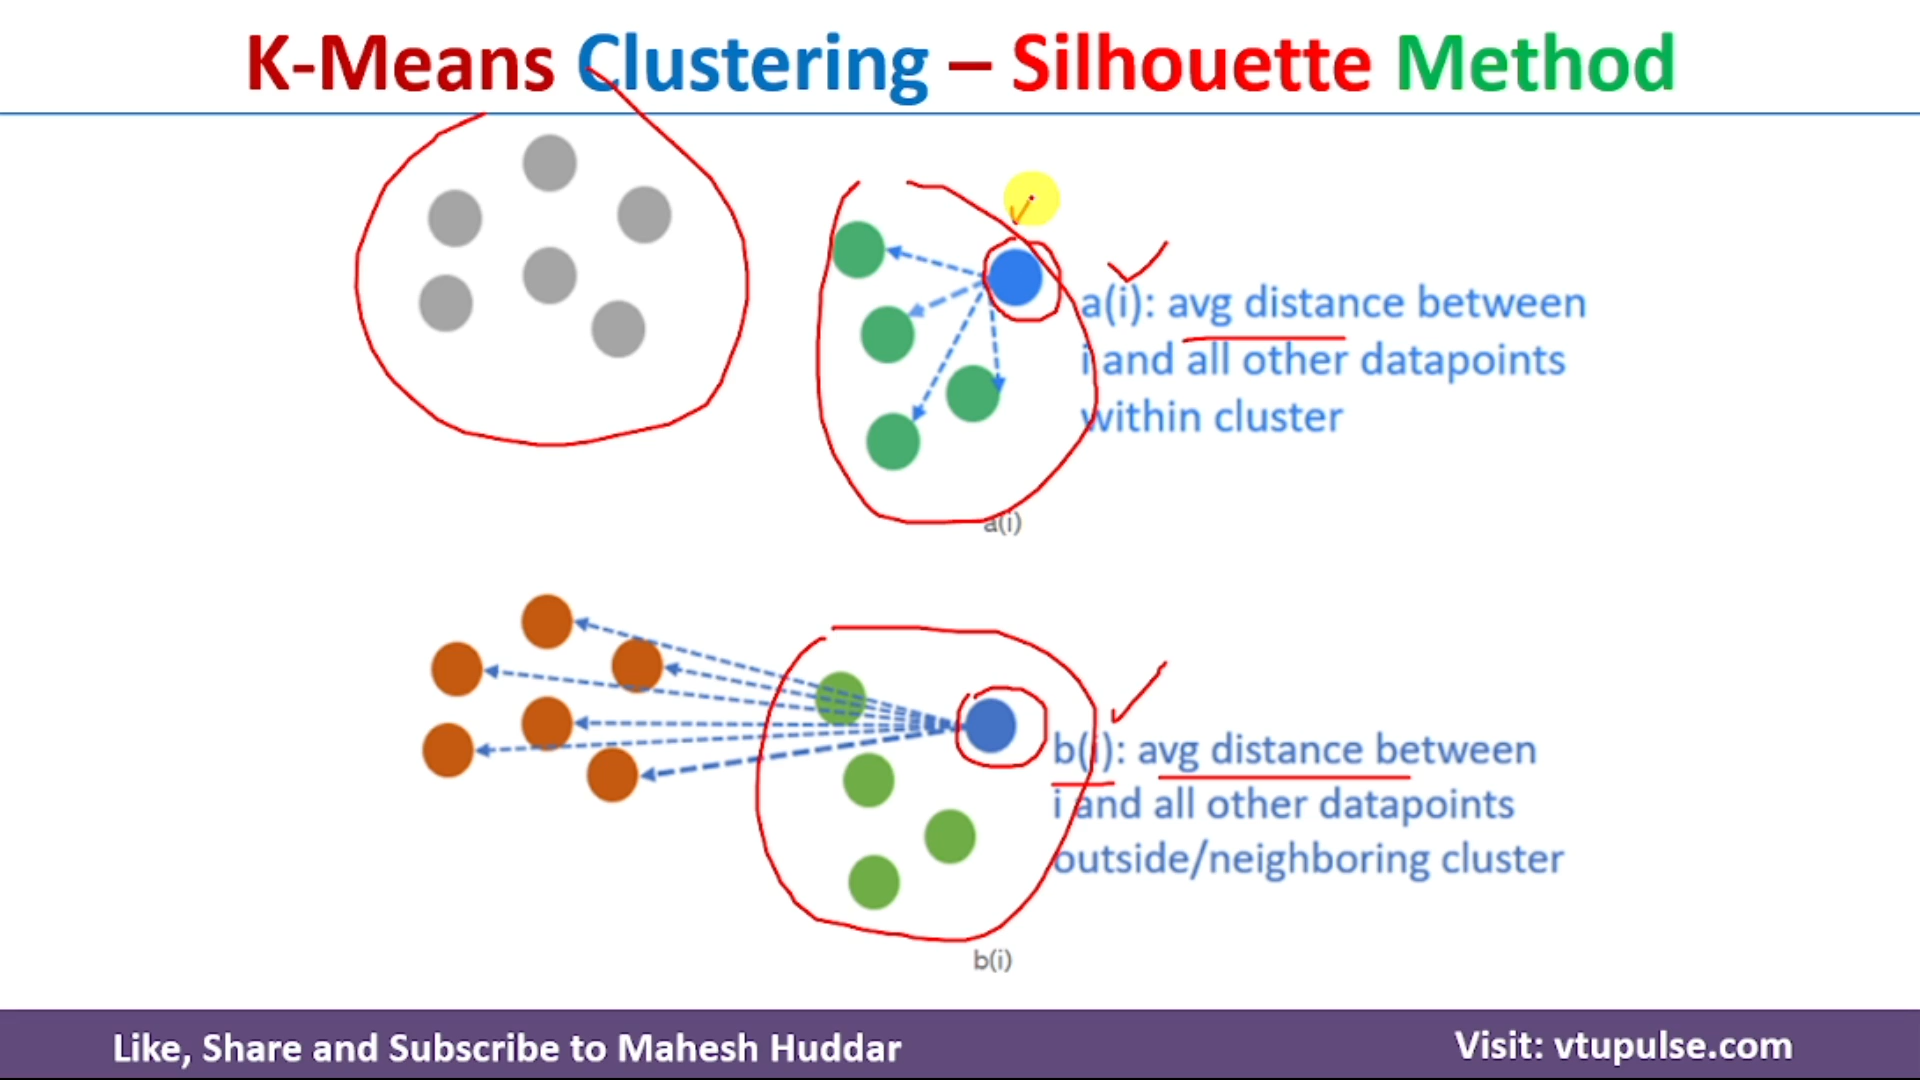 K-Means Clustering – Silhouette Method
a(i): avg distance between
i and all other datapoints
within cluster
a(i)
b(i): avg distance between
i and all other datapoints
outside/neighboring cluster
b(i)
Like, Share and Subscribe to Mahesh Huddar
Visit: vtupulse.com